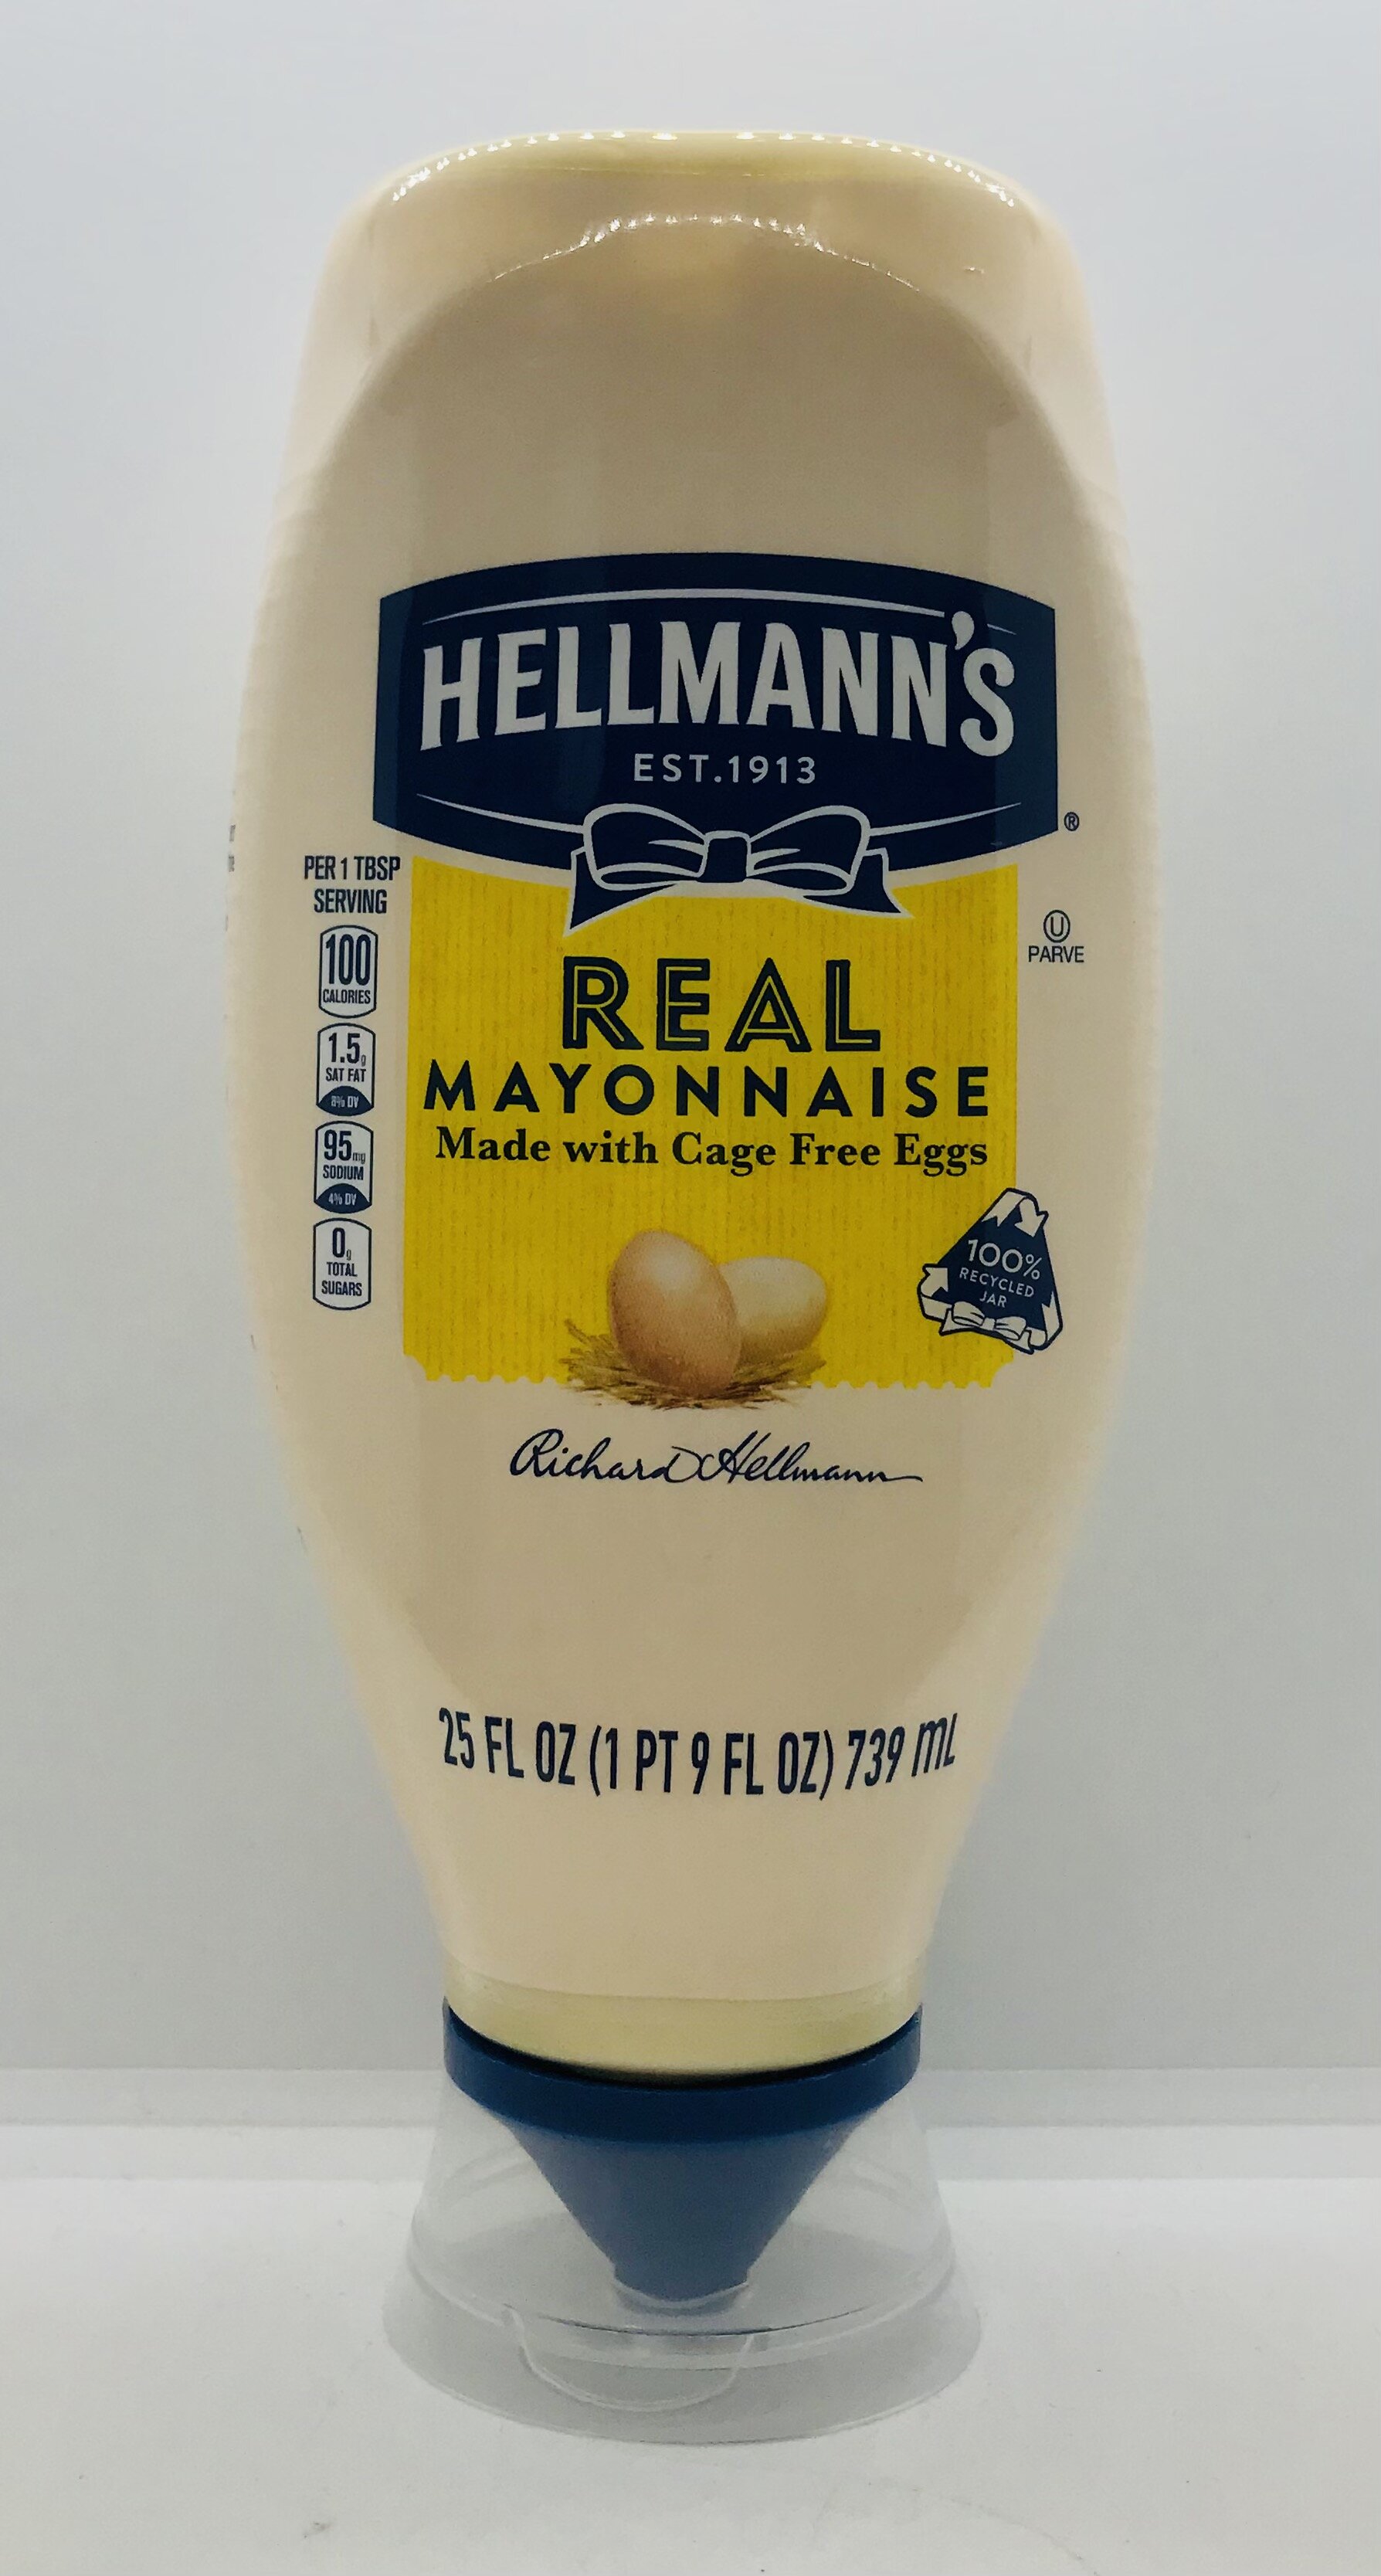 HELLMANN'S
EST.1913
®
PER 1 TBSP
SERVING
100
CALORIES
1.5g
SAT FAT
8% DV
95mg
SODIUM
4% DV
0g
TOTAL
SUGARS
REAL
MAYONNAISE
Made with Cage Free Eggs
U
PARVE
100%
RECYCLED
JAR
Richard Hellmann
25 FL OZ (1 PT 9 FL OZ) 739 mL